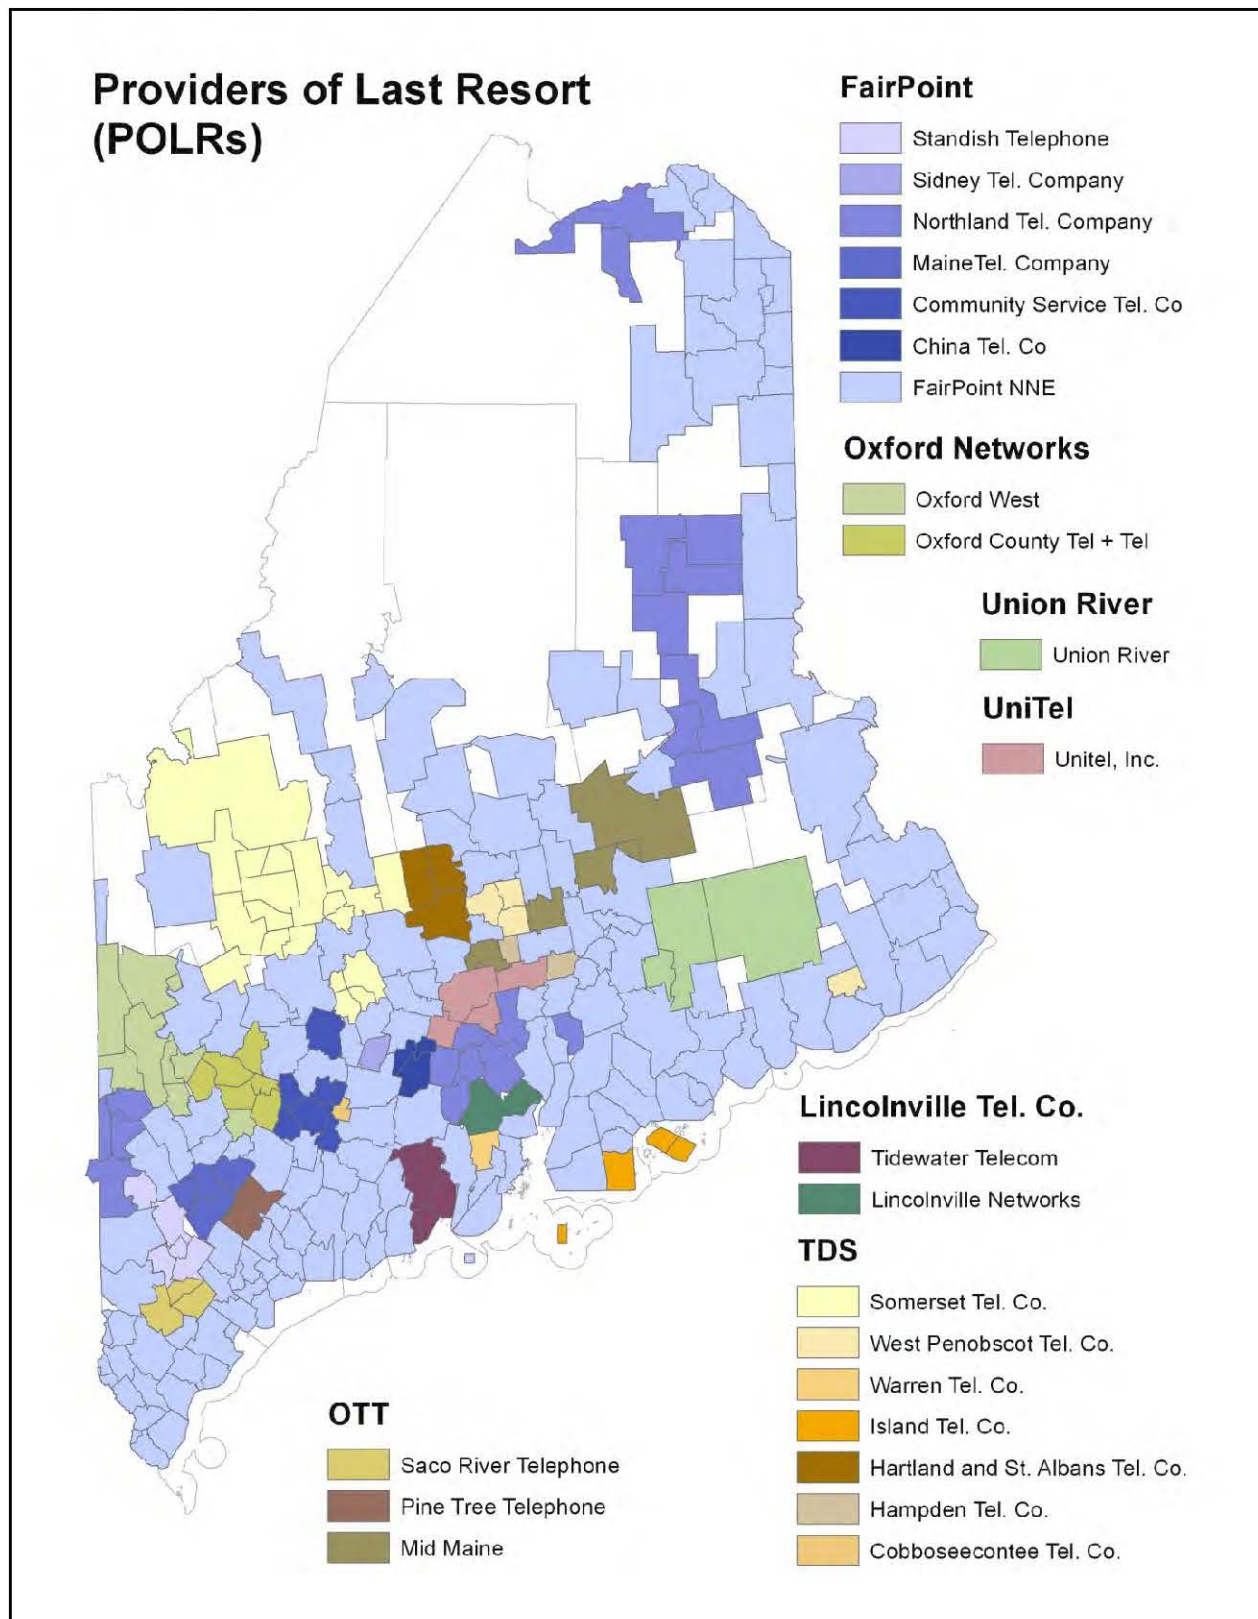 Providers of Last Resort
(POLRs)
FairPoint
Standish Telephone
Sidney Tel. Company
Northland Tel. Company
MaineTel. Company
Community Service Tel. Co
China Tel. Co
FairPoint NNE
Oxford Networks
Oxford West
Oxford County Tel + Tel
Union River
Union River
UniTel
Unitel, Inc.
Lincolnville Tel. Co.
Tidewater Telecom
Lincolnville Networks
TDS
Somerset Tel. Co.
West Penobscot Tel. Co.
Warren Tel. Co.
Island Tel. Co.
Hartland and St. Albans Tel. Co.
Hampden Tel. Co.
Cobboseecontee Tel. Co.
OTT
Saco River Telephone
Pine Tree Telephone
Mid Maine